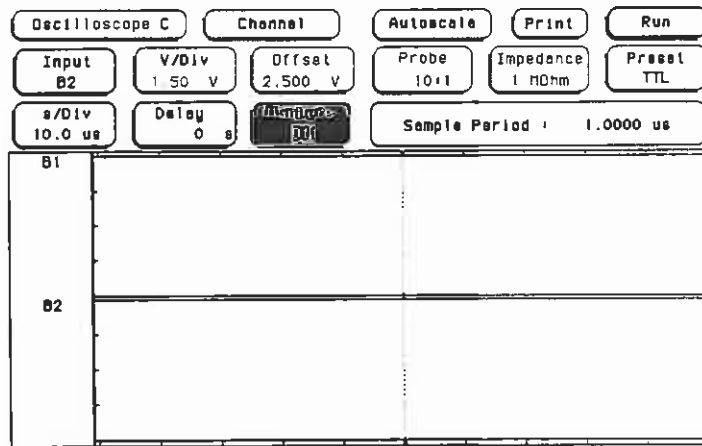 Oscilloscope C Channel Autoscale Print Run
Input V/Div Offset Probe Impedance Preset
B2 1.50 V 2.500 V 10:1 1 MOhm TTL
s/Div Delay Sample Period : 1.0000 us
10.0 us 0 s
B1
B2